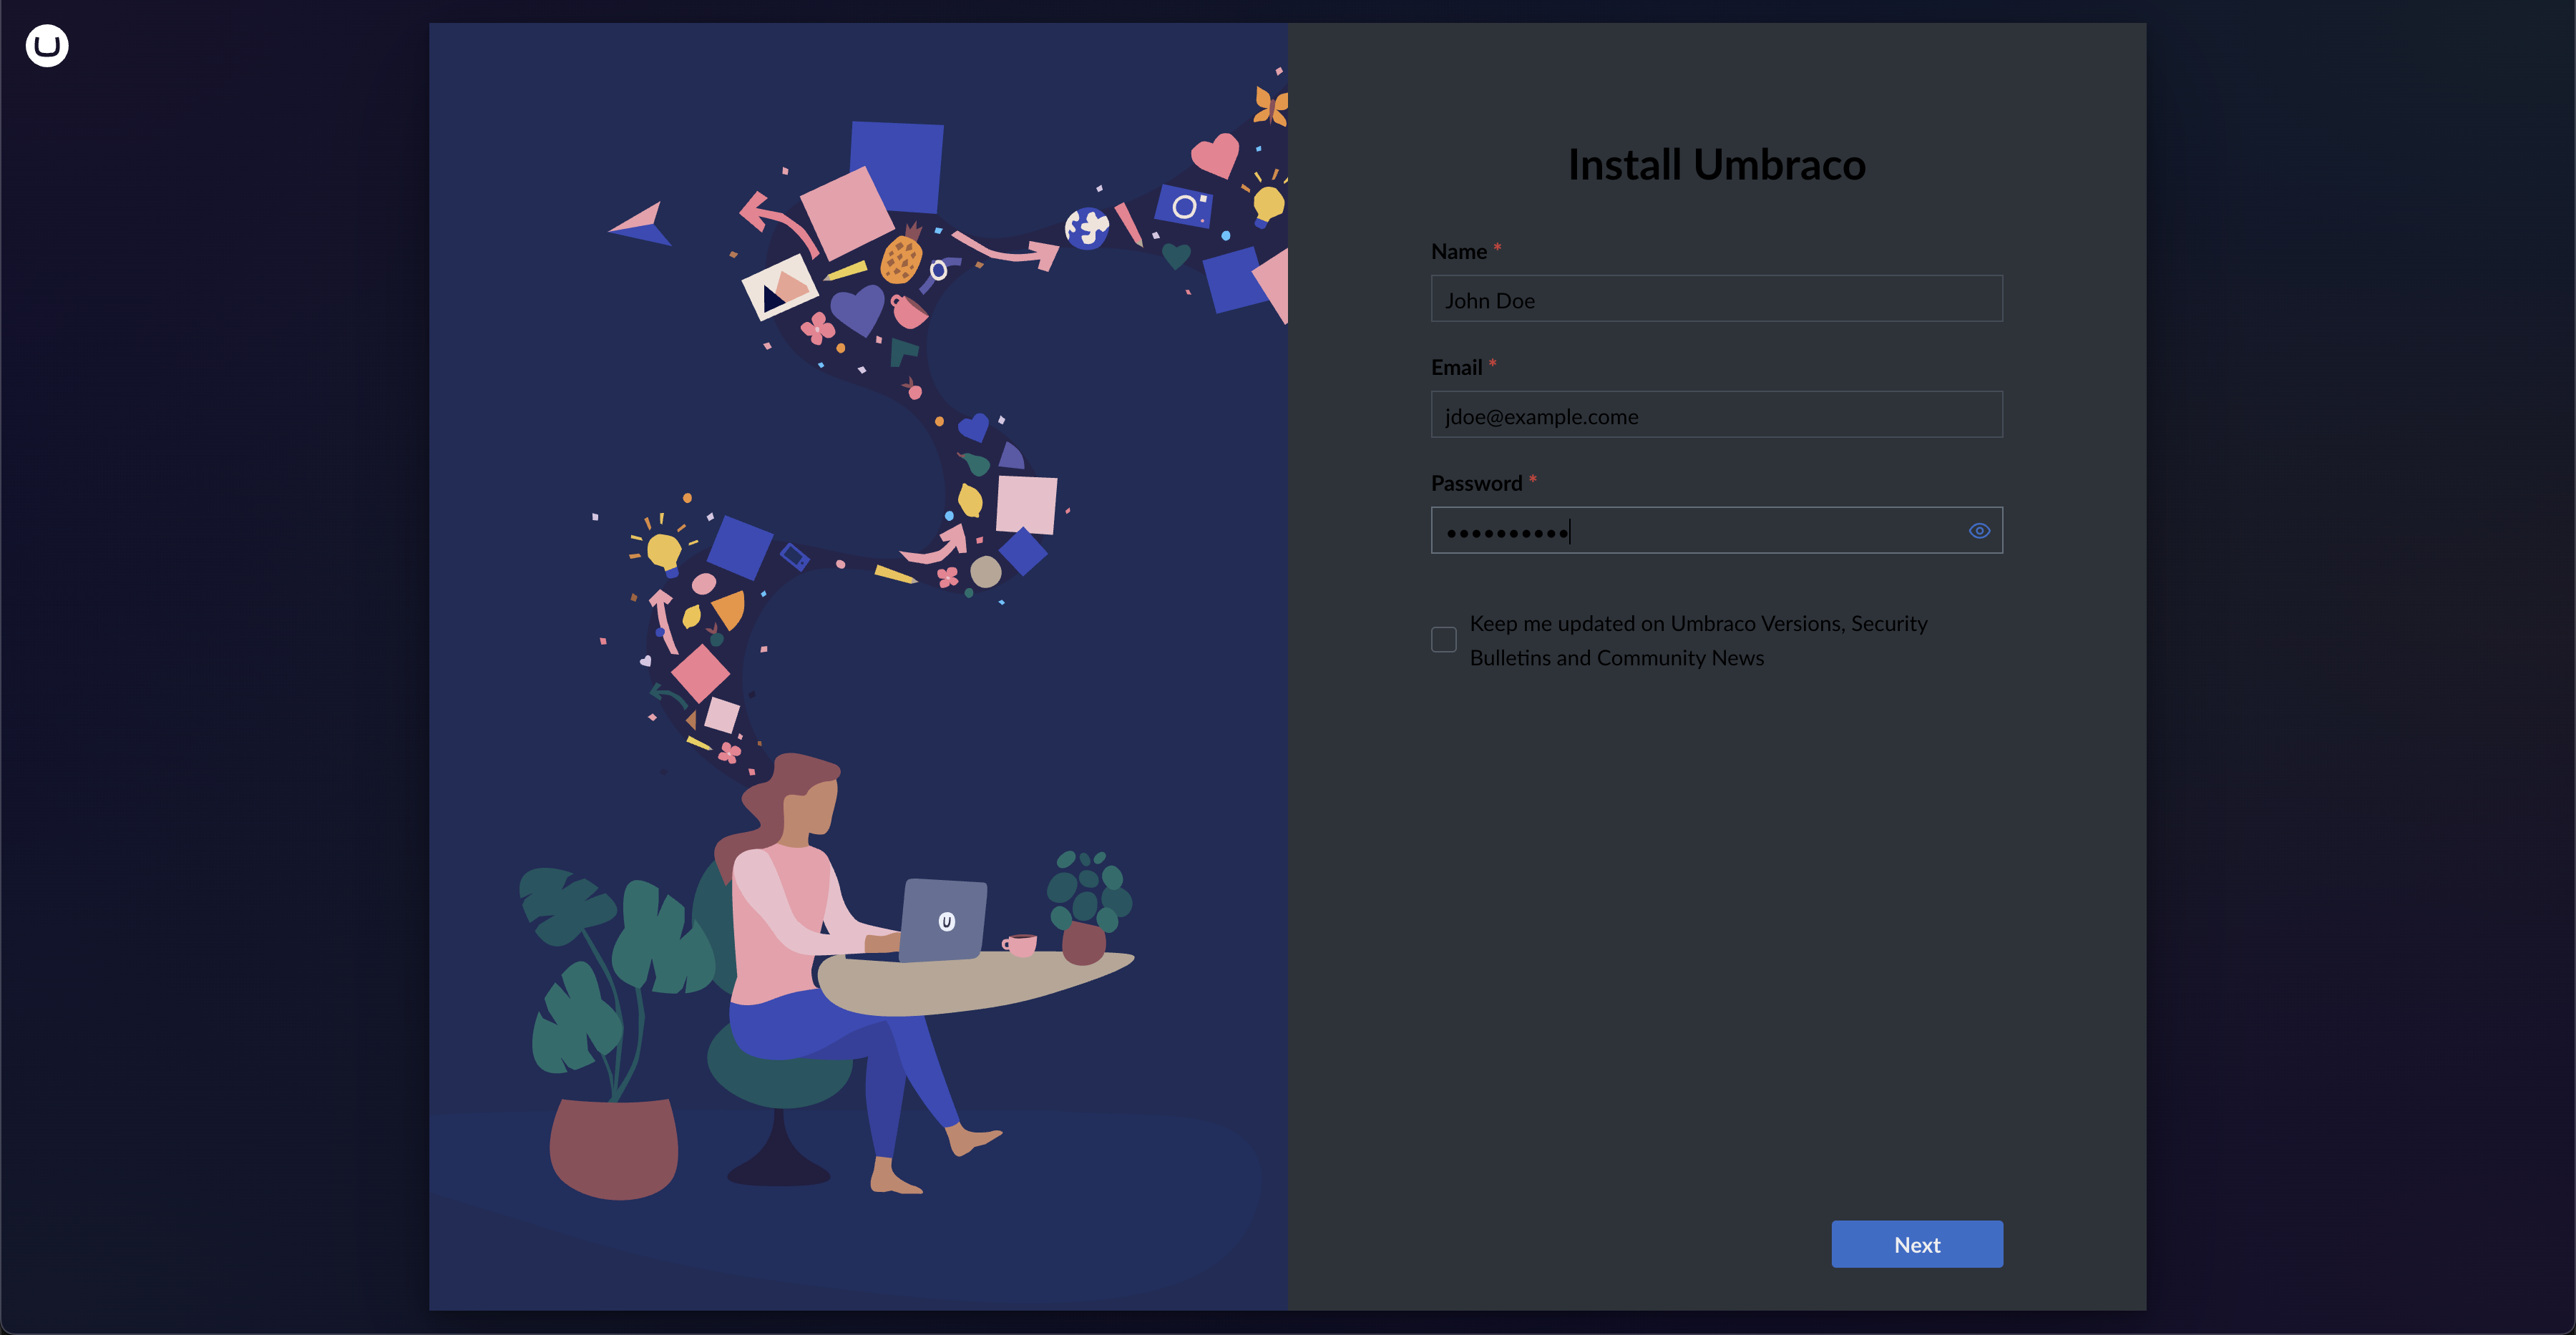 Install Umbraco
Name *
John Doe
Email *
jdoe@example.come
Password *
••••••••••
Keep me updated on Umbraco Versions, Security
Bulletins and Community News
Next